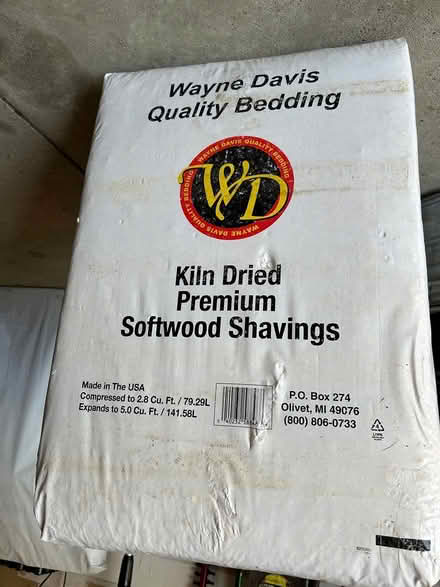 Wayne Davis
Quality Bedding
WAYNE DAVIS QUALITY BEDDING
WD
WAYNE DAVIS QUALITY BEDDING
Kiln Dried
Premium
Softwood Shavings
Made in The USA
Compressed to 2.8 Cu. Ft. / 79.29L
Expands to 5.0 Cu. Ft. / 141.58L
P.O. Box 274
Olivet, MI 49076
(800) 806-0733